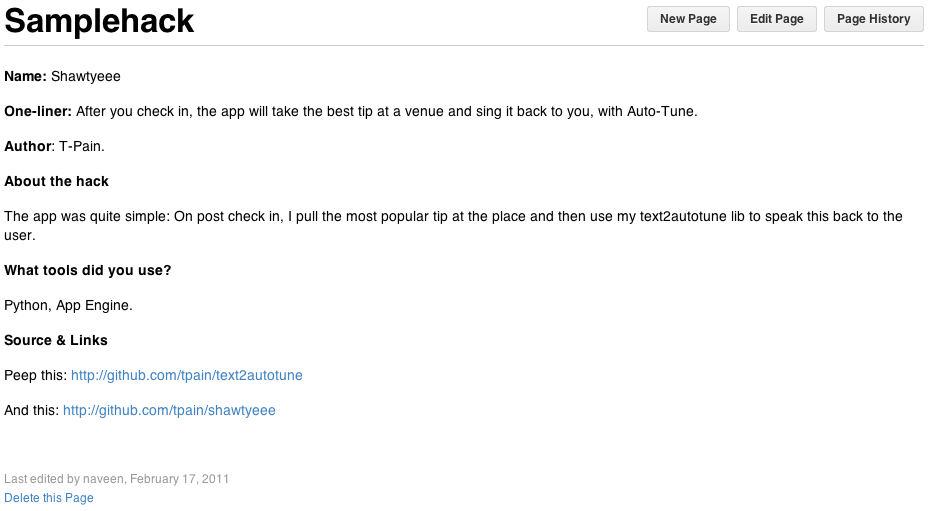 Samplehack
New Page
Edit Page
Page History
Name: Shawtyeee
One-liner: After you check in, the app will take the best tip at a venue and sing it back to you, with Auto-Tune.
Author: T-Pain.
About the hack
The app was quite simple: On post check in, I pull the most popular tip at the place and then use my text2autotune lib to speak this back to the
user.
What tools did you use?
Python, App Engine.
Source & Links
Peep this: http://github.com/tpain/text2autotune
And this: http://github.com/tpain/shawtyeee
Last edited by naveen, February 17, 2011
Delete this Page